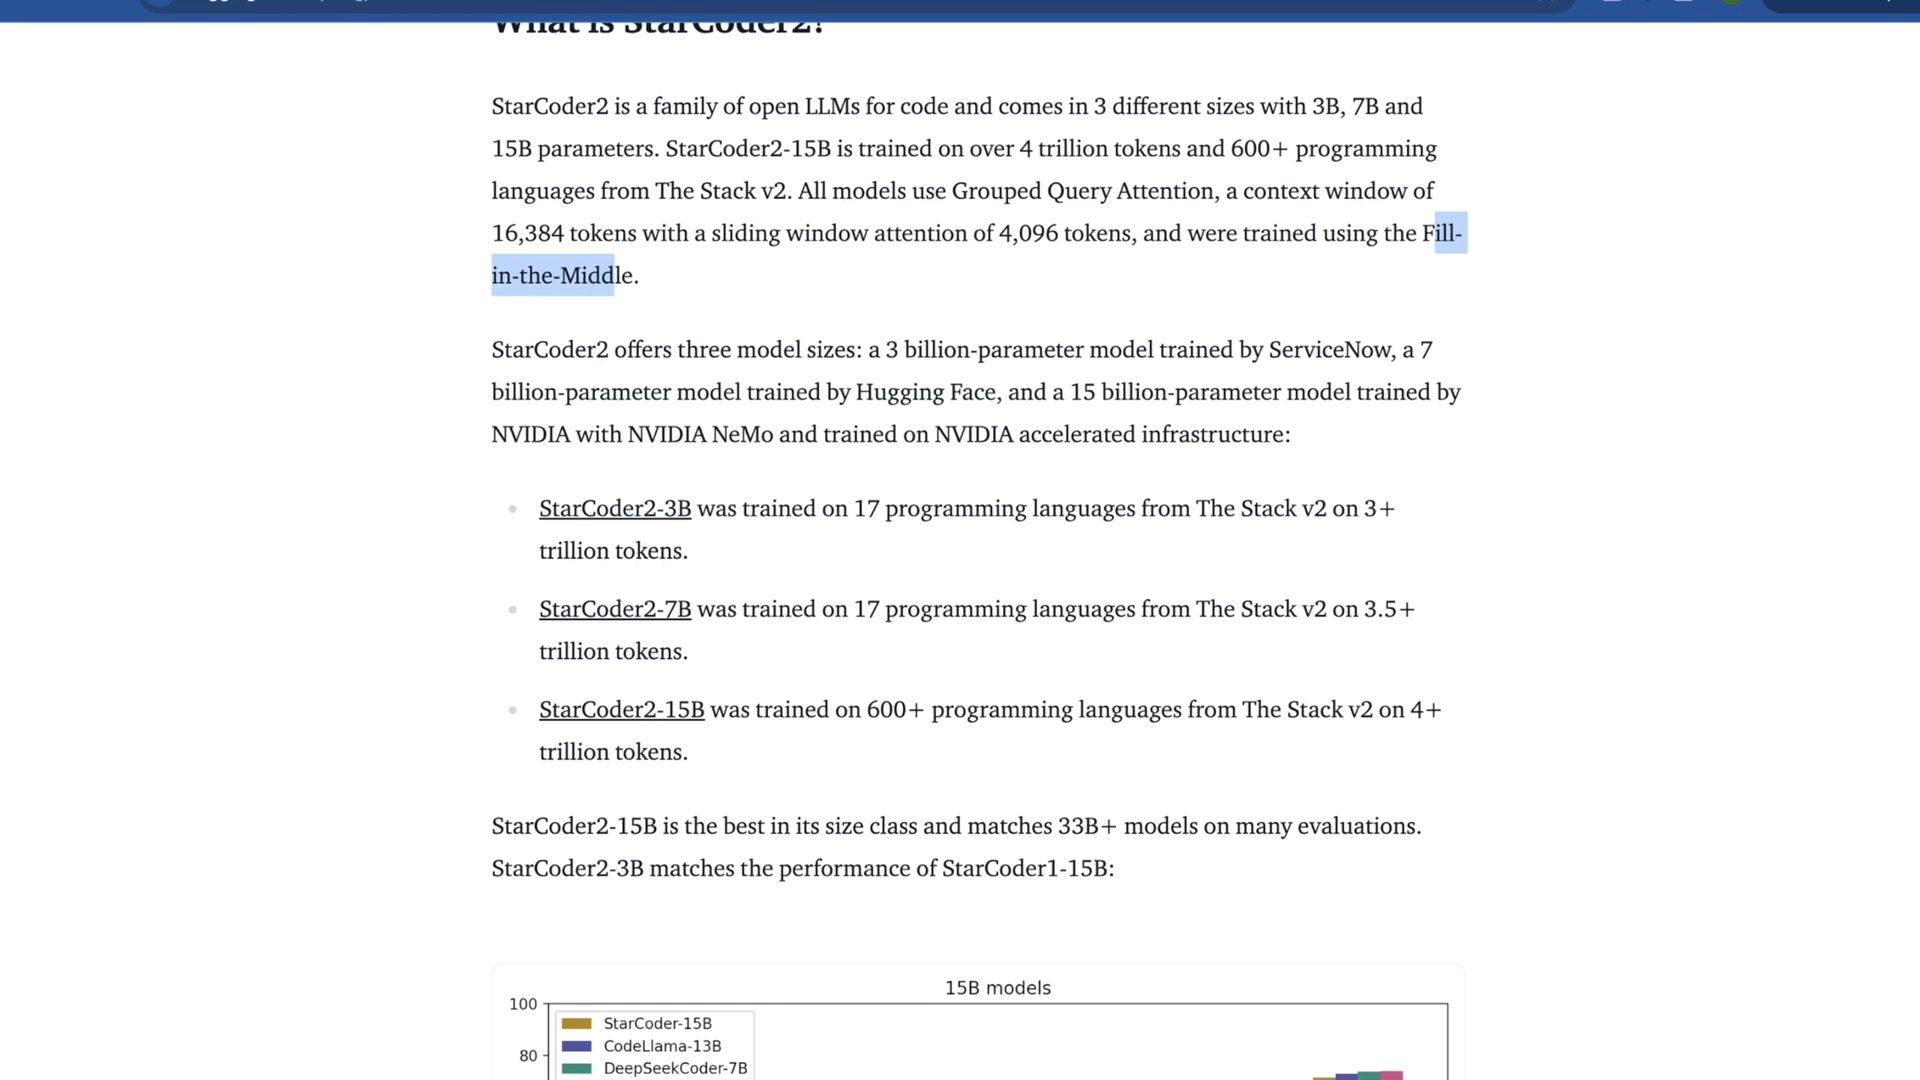 What is StarCoder2?
StarCoder2 is a family of open LLMs for code and comes in 3 different sizes with 3B, 7B and
15B parameters. StarCoder2-15B is trained on over 4 trillion tokens and 600+ programming
languages from The Stack v2. All models use Grouped Query Attention, a context window of
16,384 tokens with a sliding window attention of 4,096 tokens, and were trained using the Fill-
in-the-Middle.
StarCoder2 offers three model sizes: a 3 billion-parameter model trained by ServiceNow, a 7
billion-parameter model trained by Hugging Face, and a 15 billion-parameter model trained by
NVIDIA with NVIDIA NeMo and trained on NVIDIA accelerated infrastructure:
StarCoder2-3B was trained on 17 programming languages from The Stack v2 on 3+
trillion tokens.
StarCoder2-7B was trained on 17 programming languages from The Stack v2 on 3.5+
trillion tokens.
StarCoder2-15B was trained on 600+ programming languages from The Stack v2 on 4+
trillion tokens.
StarCoder2-15B is the best in its size class and matches 33B+ models on many evaluations.
StarCoder2-3B matches the performance of StarCoder1-15B:
15B models
100
StarCoder-15B
CodeLlama-13B
80
DeepSeekCoder-7B